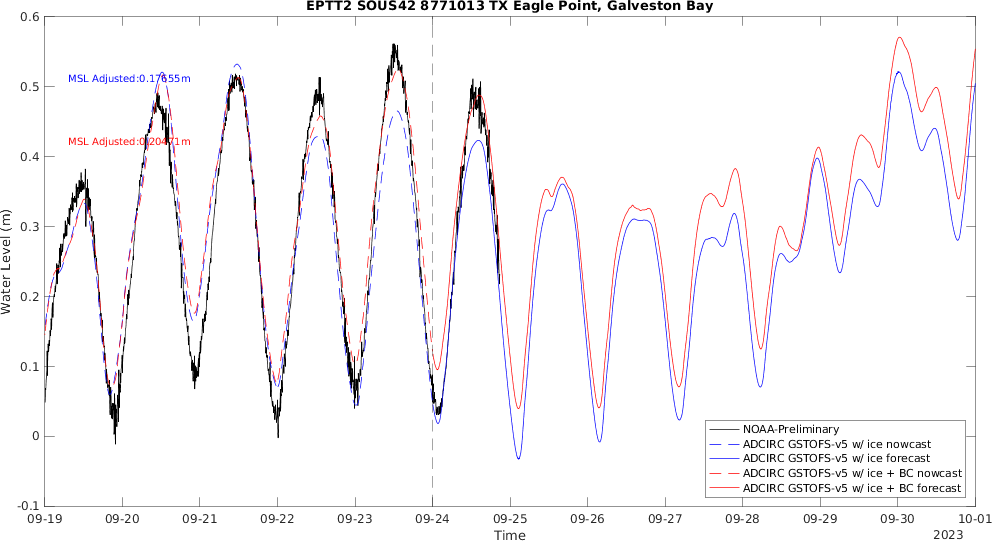 EPTT2 SOUS42 8771013 TX Eagle Point, Galveston Bay
0.6
0.5
0.4
0.3
0.2
0.1
0
-0.1
Water Level (m)
MSL Adjusted:0.17655m
MSL Adjusted:0.20471m
NOAA-Preliminary
ADCIRC GSTOFS-v5 w/ ice nowcast
ADCIRC GSTOFS-v5 w/ ice forecast
ADCIRC GSTOFS-v5 w/ ice + BC nowcast
ADCIRC GSTOFS-v5 w/ ice + BC forecast
09-19 09-20 09-21 09-22 09-23 09-24 09-25 09-26 09-27 09-28 09-29 09-30 10-01
Time
2023